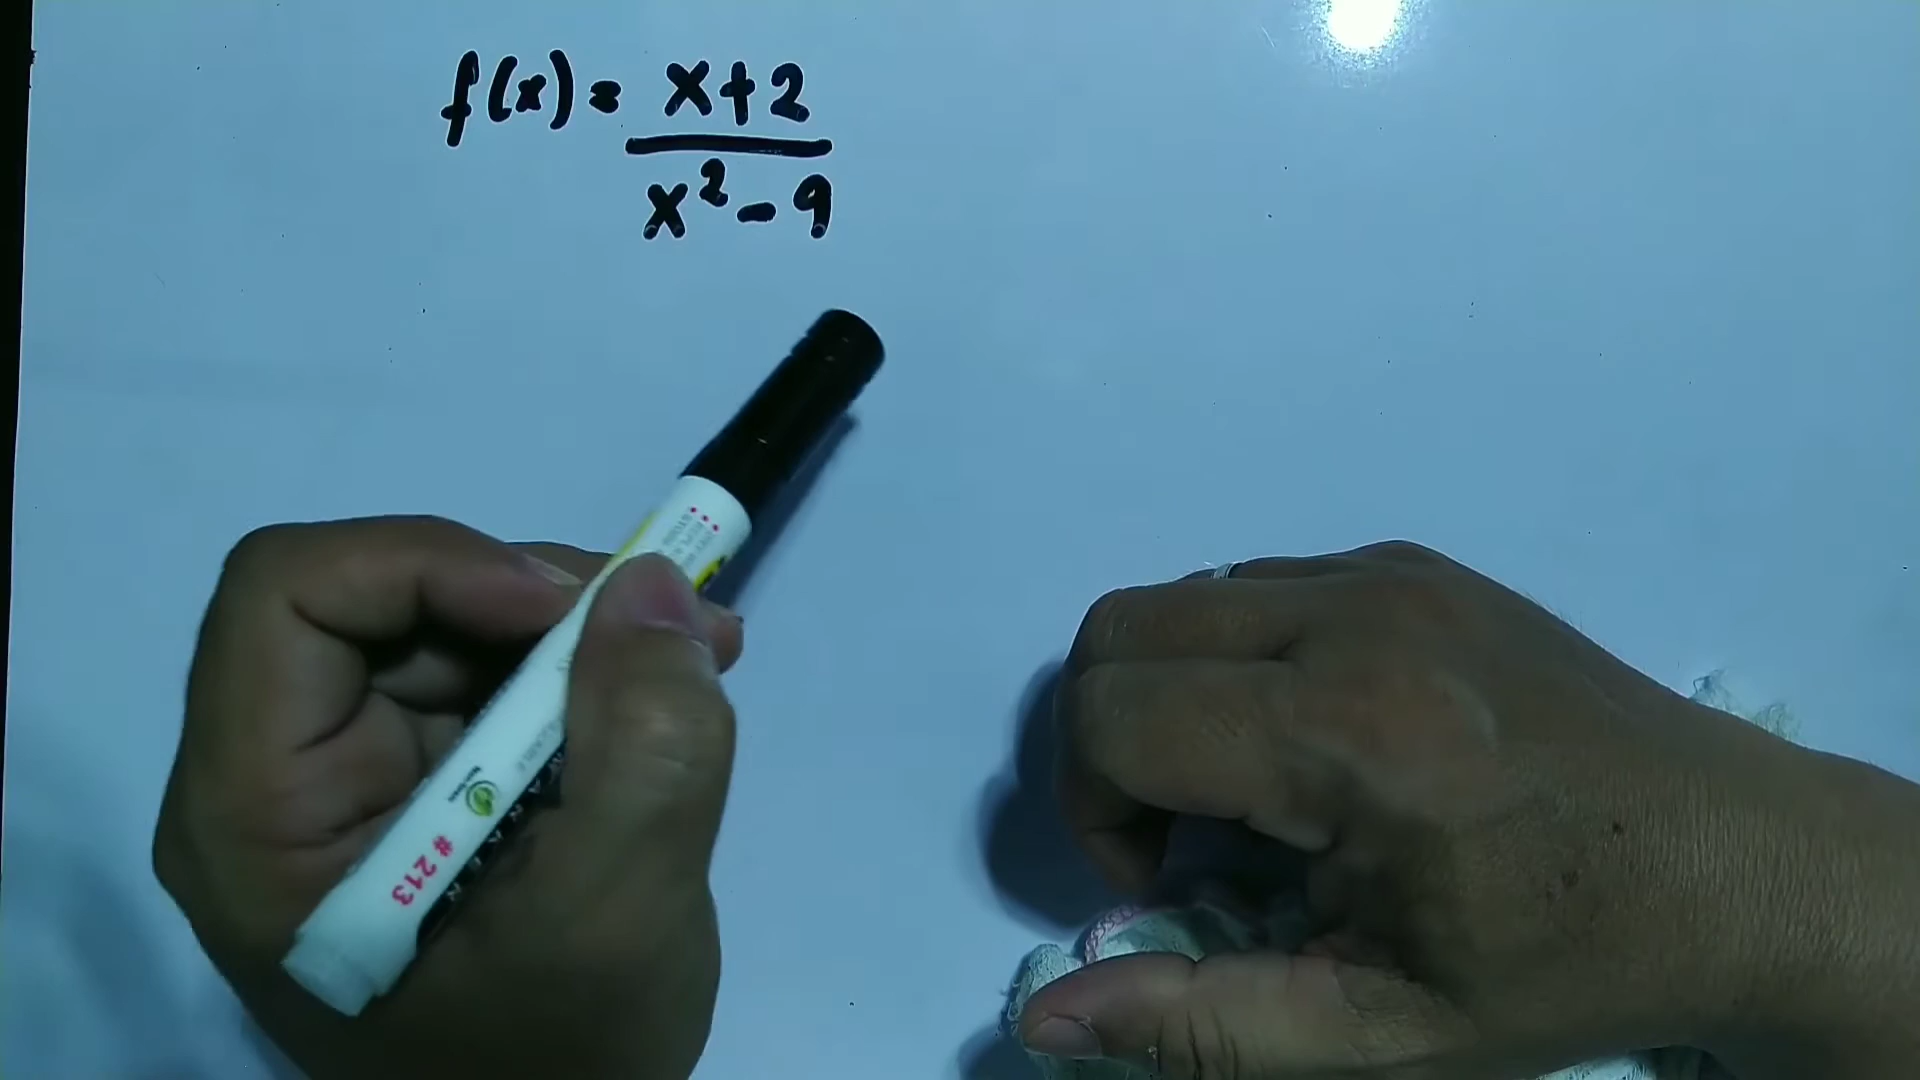 f(x) = x+2
x² - 9
# 213